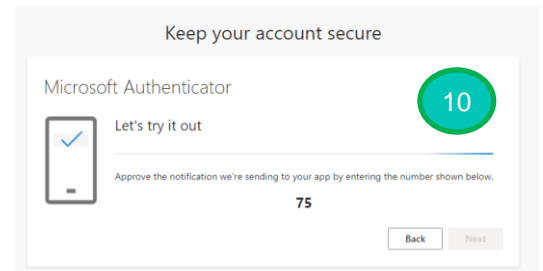 Keep your account secure
Microsoft Authenticator
10
Let's try it out
Approve the notification we're sending to your app by entering the number shown below.
75
Back Next